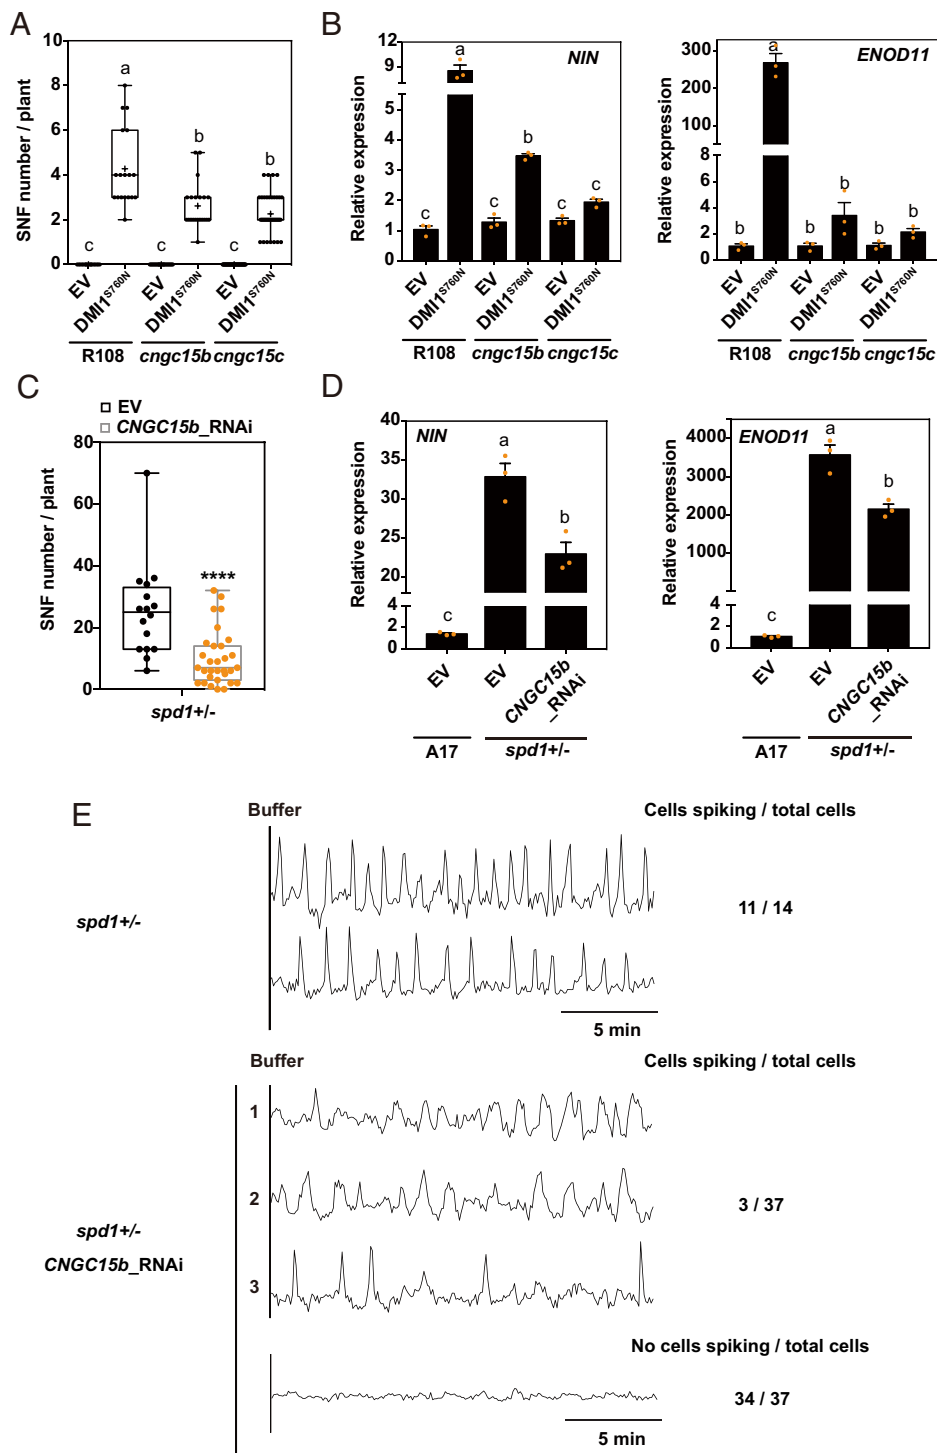 A
SNF number / plant
10
8
6
4
2
0
a
b
b
c
c
c
EV
DMI1S760N
EV
DMI1S760N
EV
DMI1S760N
R108
cngc15b
cngc15c
B
Relative expression
12
9
6
5
4
3
2
1
0
NIN
a
b
c
c
c
c
EV
DMI1S760N
EV
DMI1S760N
EV
DMI1S760N
R108
cngc15b
cngc15c
Relative expression
300
200
100
8
6
4
2
0
ENOD11
a
b
b
b
b
b
EV
DMI1S760N
EV
DMI1S760N
EV
DMI1S760N
R108
cngc15b
cngc15c
C
EV
CNGC15b_RNAi
SNF number / plant
80
60
40
20
0
****
spd1+/-
D
Relative expression
40
35
30
25
20
4
2
0
NIN
a
b
c
EV
EV
CNGC15b
_RNAi
A17
spd1+/-
Relative expression
4000
3000
2000
1000
4
2
0
ENOD11
a
b
c
EV
EV
CNGC15b
_RNAi
A17
spd1+/-
E
Buffer
Cells spiking / total cells
spd1+/-
11 / 14
5 min
Buffer
Cells spiking / total cells
1
2
3
spd1+/-
CNGC15b_RNAi
3 / 37
No cells spiking / total cells
34 / 37
5 min